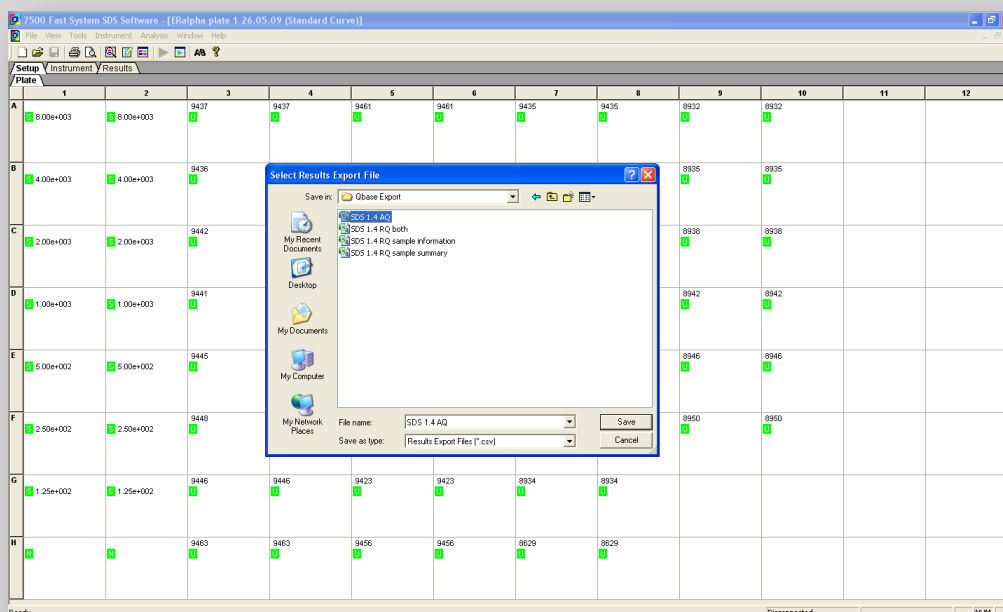 7500 Fast System SDS Software - [ERalpha plate 1 26.05.09 (Standard Curve)]
File View Tools Instrument Analysis Window Help
Setup Instrument Results
Plate
1 2 3 4 5 6 7 8 9 10 11 12
A 9437 9437 9461 9461 9435 9435 8932 8932
S 8.00e+003 S 8.00e+003 U U U U U U U U
B 9436 8935 8935
S 4.00e+003 S 4.00e+003 U U U
C 9442 8938 8938
S 2.00e+003 S 2.00e+003 U U U
D 9441 8942 8942
S 1.00e+003 S 1.00e+003 U U U
E 9445 8946 8946
S 5.00e+002 S 5.00e+002 U U U
F 9448 8950 8950
S 2.50e+002 S 2.50e+002 U U U
G 9446 9446 9423 9423 8934 8934
S 1.25e+002 S 1.25e+002 U U U U U U
H 9463 9463 9456 9456 8629 8629
N N U U U U U U
Select Results Export File
Save in: Qbase Export
My Recent
Documents
Desktop
My Documents
My Computer
My Network
Places
SDS 1.4 AQ
SDS 1.4 RQ both
SDS 1.4 RQ sample information
SDS 1.4 RQ sample summary
File name: SDS 1.4 AQ Save
Save as type: Results Export Files (*.csv) Cancel
Ready Disconnected NUM